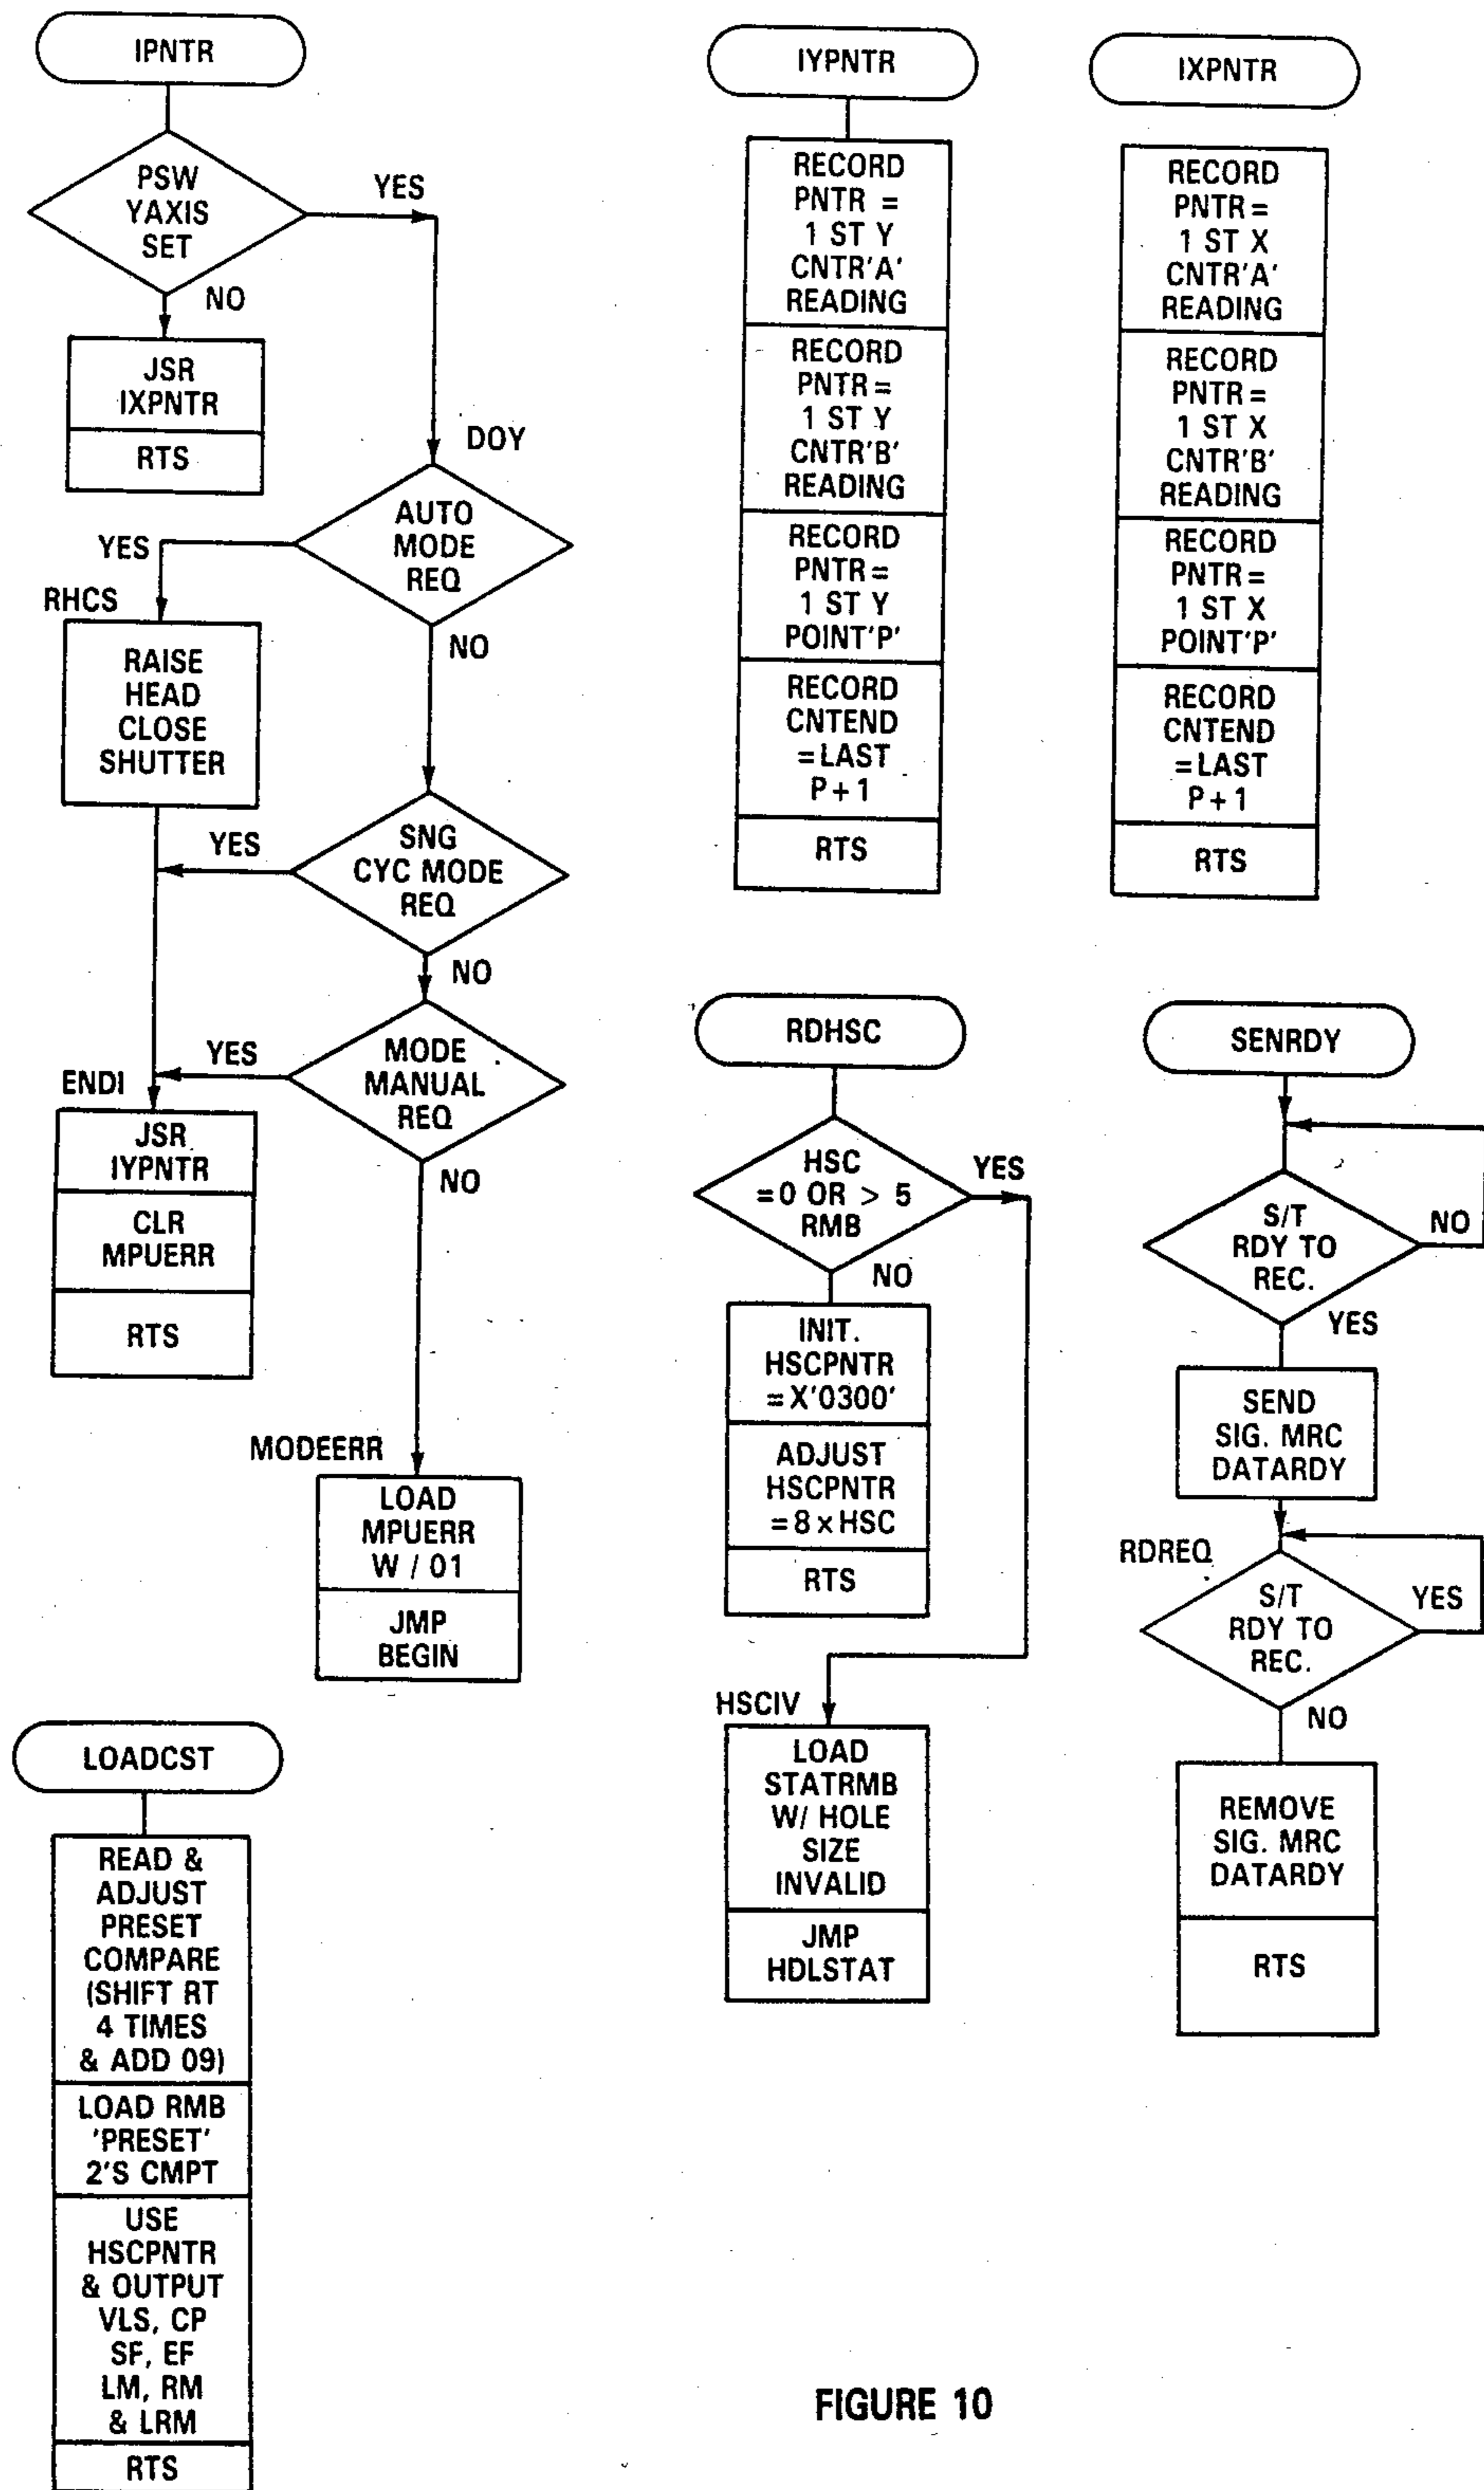 IPNTR
PSW
YAXIS
SET
YES
NO
JSR
IXPNTR
RTS
DOY
AUTO
MODE
REQ
YES
RHCS
NO
RAISE
HEAD
CLOSE
SHUTTER
SNG
CYC MODE
REQ
YES
NO
MODE
MANUAL
REQ
YES
ENDI
NO
JSR
IYPNTR
CLR
MPUERR
RTS
MODEERR
LOAD
MPUERR
W / 01
JMP
BEGIN
IYPNTR
RECORD
PNTR =
1 ST Y
CNTR'A'
READING
RECORD
PNTR=
1 ST Y
CNTR'B'
READING
RECORD
PNTR=
1 ST Y
POINT'P'
RECORD
CNTEND
=LAST
P+1
RTS
IXPNTR
RECORD
PNTR=
1 ST X
CNTR'A'
READING
RECORD
PNTR=
1 ST X
CNTR'B'
READING
RECORD
PNTR=
1 ST X
POINT'P'
RECORD
CNTEND
=LAST
P+1
RTS
RDHSC
HSC
=0 OR > 5
RMB
YES
NO
INIT.
HSCPNTR
=X'0300'
ADJUST
HSCPNTR
=8×HSC
RTS
HSCIV
LOAD
STATRMB
W/ HOLE
SIZE
INVALID
JMP
HDLSTAT
SENRDY
S/T
RDY TO
REC.
NO
YES
SEND
SIG. MRC
DATARDY
RDREQ
S/T
RDY TO
REC.
YES
NO
REMOVE
SIG. MRC
DATARDY
RTS
LOADCST
READ &
ADJUST
PRESET
COMPARE
(SHIFT RT
4 TIMES
& ADD 09)
LOAD RMB
'PRESET'
2'S CMPT
USE
HSCPNTR
& OUTPUT
VLS, CP
SF, EF
LM, RM
& LRM
RTS
FIGURE 10